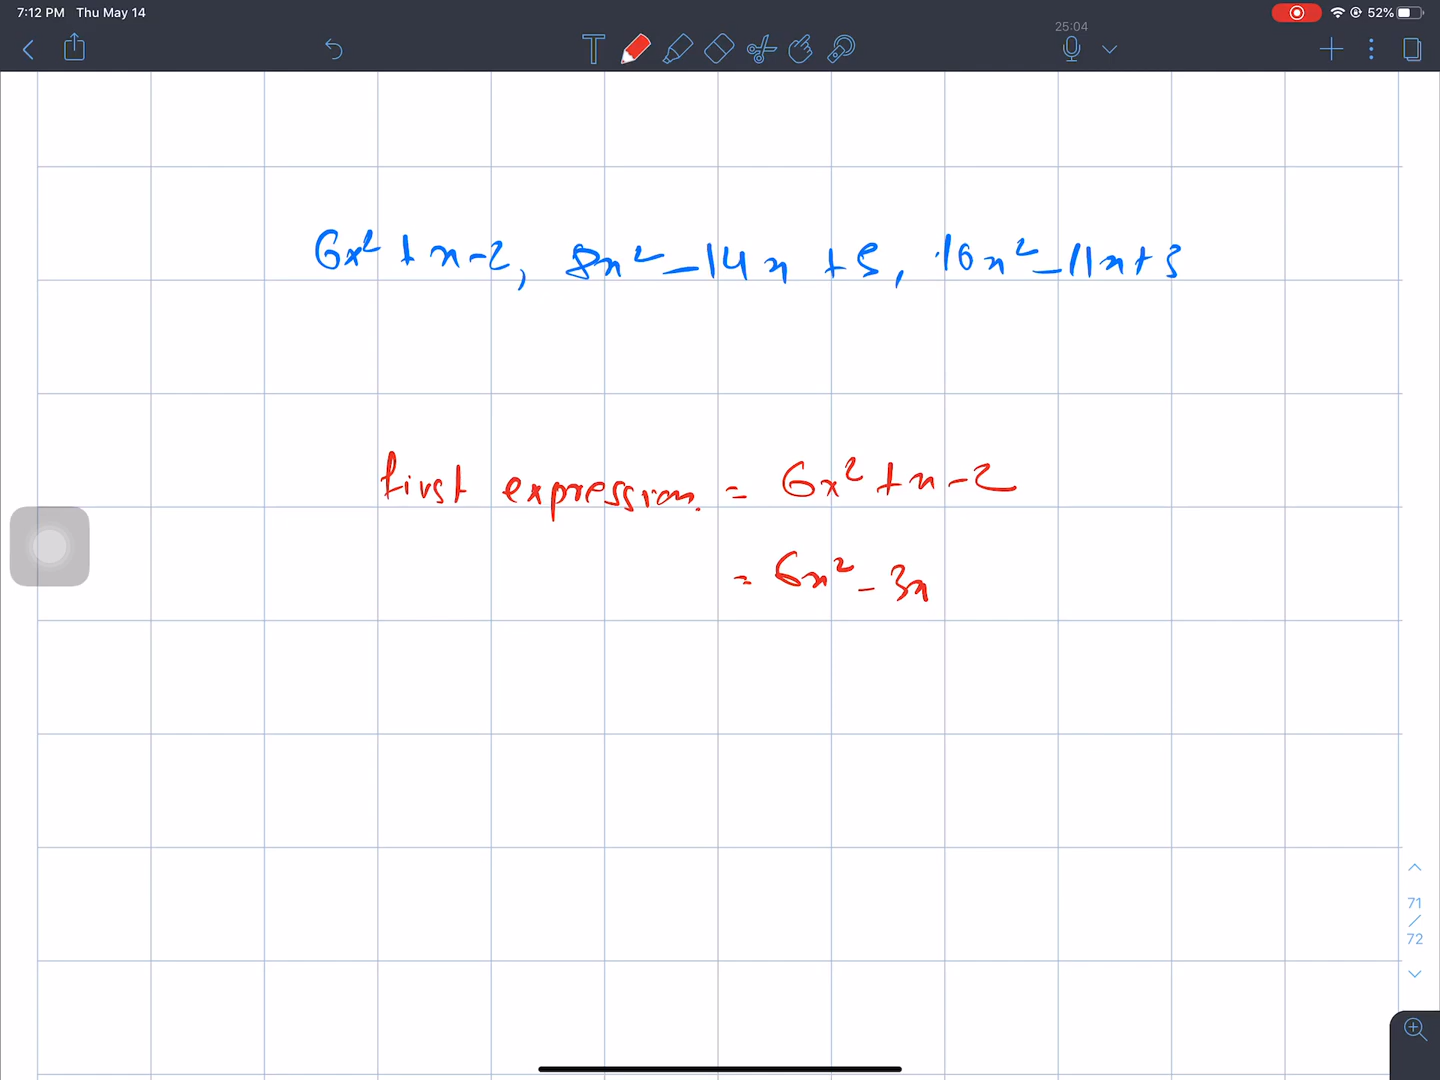 7:12 PM Thu May 14
52%
25:04
6x² + x - 2, 8x² - 14x + 5, 10x² - 11x + 3
first expression = 6x² + x - 2
= 6x² - 3x
71
/
72